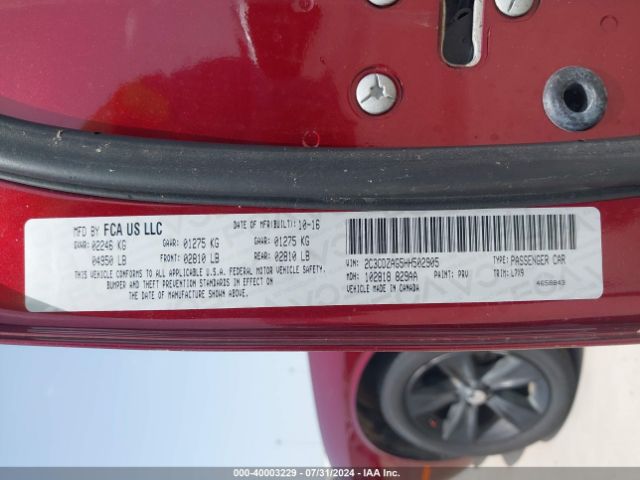 MFD BY FCA US LLC
DATE OF MFR(BUILT): 10-16
GVWR: 02246 KG GAWR: 01275 KG GAWR: 01275 KG
04950 LB FRONT: 02810 LB REAR: 02810 LB
THIS VEHICLE CONFORMS TO ALL APPLICABLE U.S.A. FEDERAL MOTOR VEHICLE SAFETY,
BUMPER AND THEFT PREVENTION STANDARDS IN EFFECT ON
THE DATE OF MANUFACTURE SHOWN ABOVE.
VIN: 2C3CDZAG5HH502905 TYPE: PASSENGER CAR
MDH: 102818 829AA PAINT: PRV TRIM: L7X9
VEHICLE MADE IN CANADA 4658843
00-40003229 - 07/31/2024 - IAA Inc.